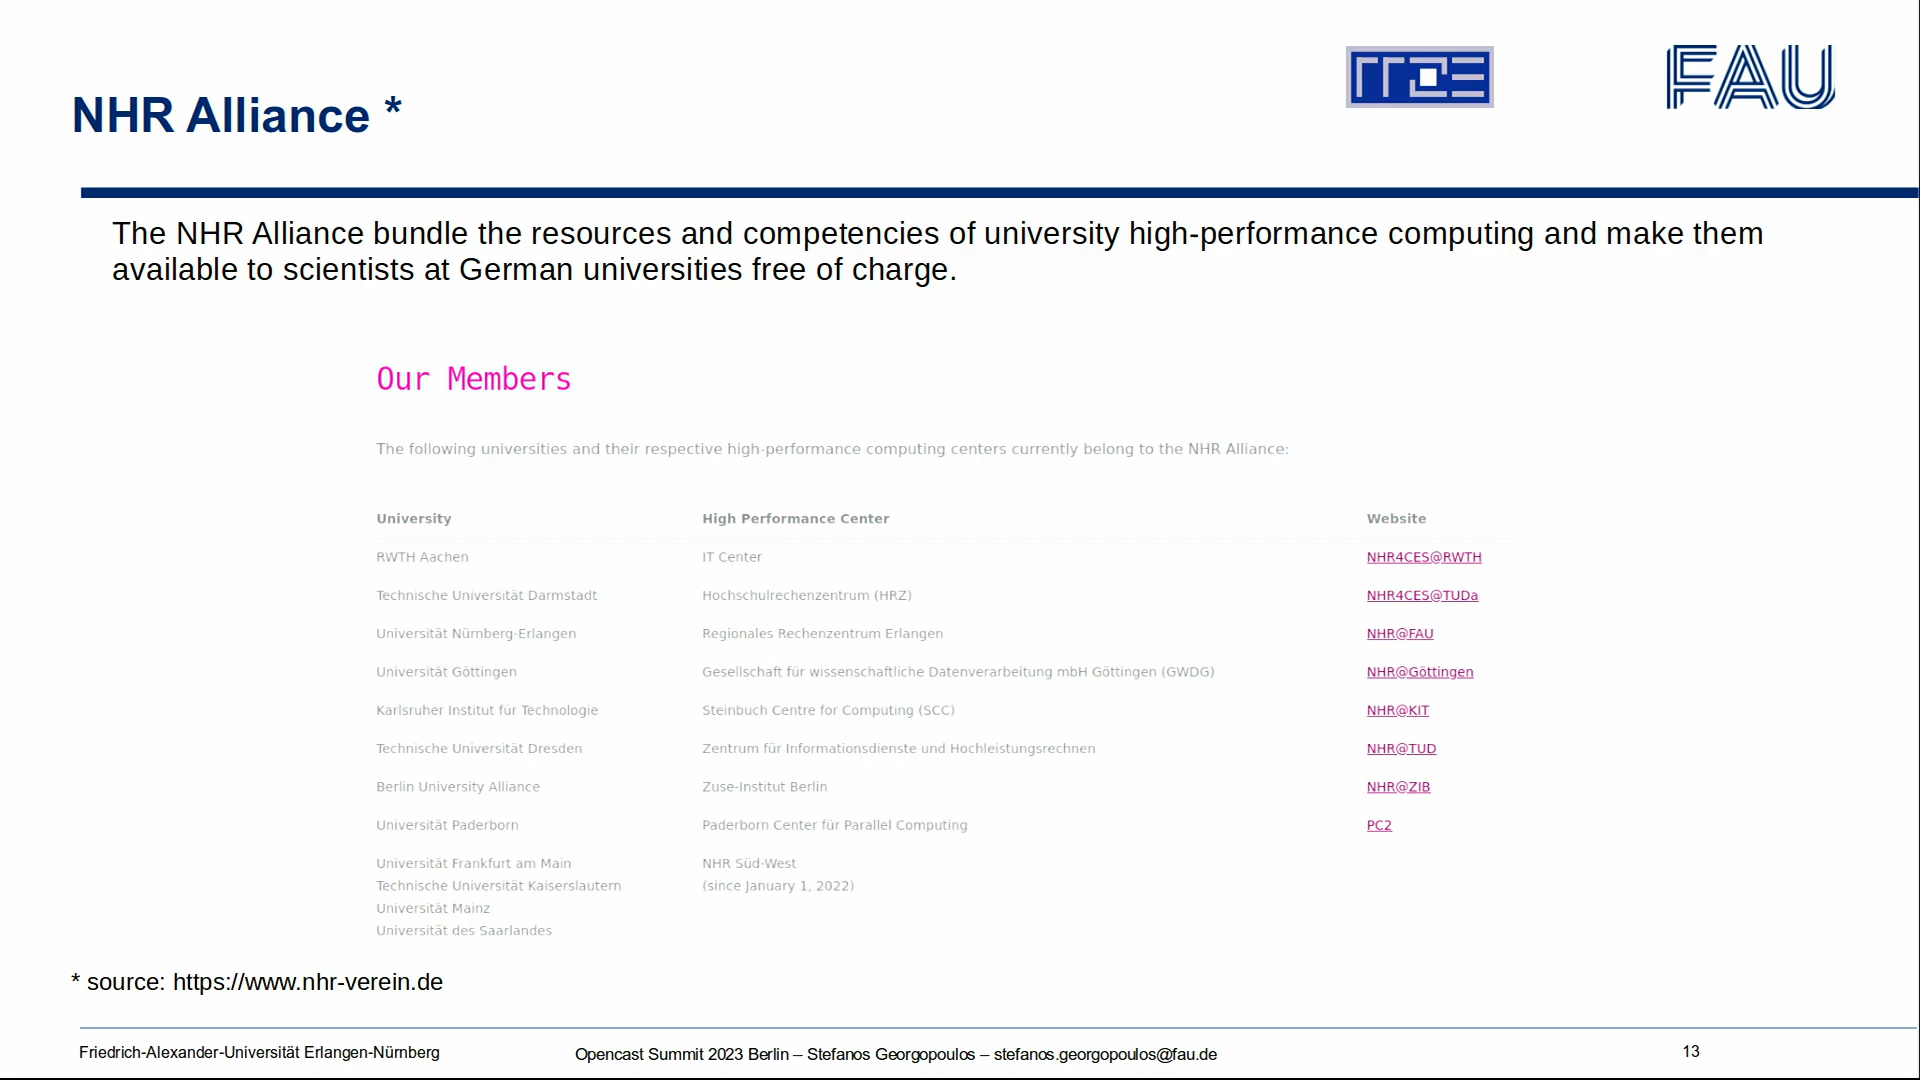 RRZE
FAU
NHR Alliance *
The NHR Alliance bundle the resources and competencies of university high-performance computing and make them
available to scientists at German universities free of charge.
Our Members
The following universities and their respective high-performance computing centers currently belong to the NHR Alliance:
University High Performance Center Website
RWTH Aachen IT Center NHR4CES@RWTH
Technische Universität Darmstadt Hochschulrechenzentrum (HRZ) NHR4CES@TUDa
Universität Nürnberg-Erlangen Regionales Rechenzentrum Erlangen NHR@FAU
Universität Göttingen Gesellschaft für wissenschaftliche Datenverarbeitung mbH Göttingen (GWDG) NHR@Göttingen
Karlsruher Institut für Technologie Steinbuch Centre for Computing (SCC) NHR@KIT
Technische Universität Dresden Zentrum für Informationsdienste und Hochleistungsrechnen NHR@TUD
Berlin University Alliance Zuse-Institut Berlin NHR@ZIB
Universität Paderborn Paderborn Center für Parallel Computing PC2
Universität Frankfurt am Main NHR Süd-West
Technische Universität Kaiserslautern (since January 1, 2022)
Universität Mainz
Universität des Saarlandes
* source: https://www.nhr-verein.de
Friedrich-Alexander-Universität Erlangen-Nürnberg Opencast Summit 2023 Berlin – Stefanos Georgopoulos – stefanos.georgopoulos@fau.de 13